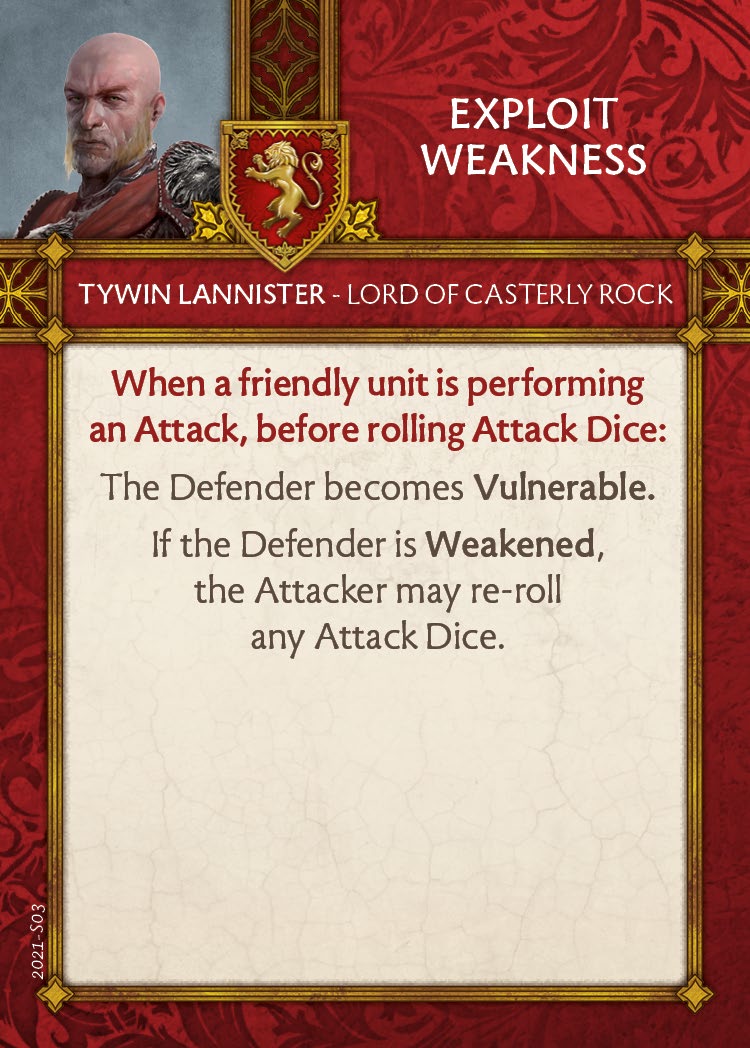 EXPLOIT
WEAKNESS
TYWIN LANNISTER - LORD OF CASTERLY ROCK
When a friendly unit is performing
an Attack, before rolling Attack Dice:
The Defender becomes Vulnerable.
If the Defender is Weakened,
the Attacker may re-roll
any Attack Dice.
2021-S03